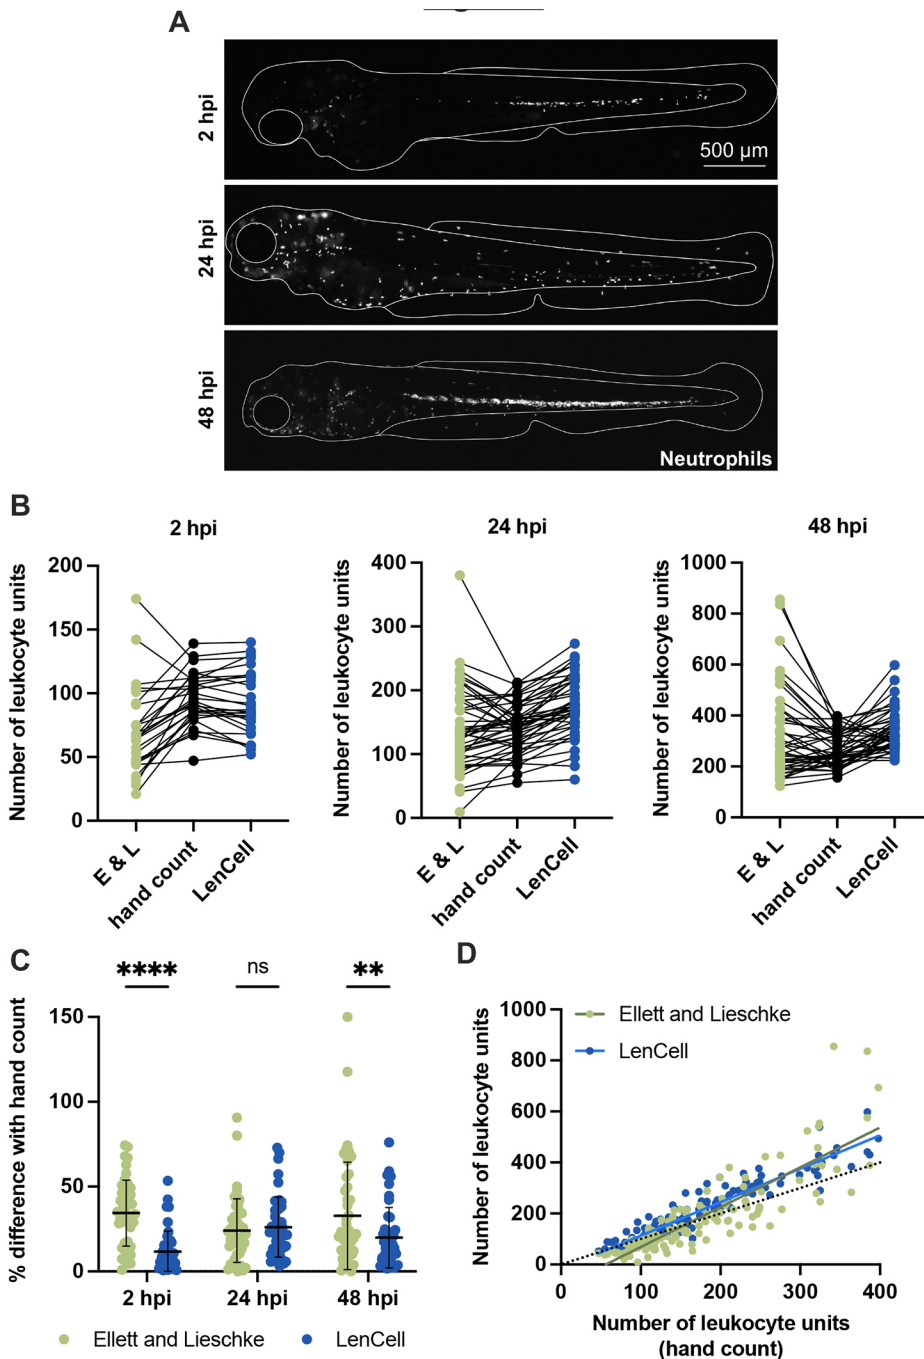 A
2 hpi
500 µm
24 hpi
48 hpi
Neutrophils
B
2 hpi
Number of leukocyte units
200
150
100
50
0
E & L
hand count
LenCell
24 hpi
Number of leukocyte units
400
300
200
100
0
E & L
hand count
LenCell
48 hpi
Number of leukocyte units
1000
800
600
400
200
0
E & L
hand count
LenCell
C
% difference with hand count
****
ns
**
150
100
50
0
2 hpi
24 hpi
48 hpi
Ellett and Lieschke
LenCell
D
Number of leukocyte units
1000
800
600
400
200
0
Ellett and Lieschke
LenCell
0
100
200
300
400
Number of leukocyte units
(hand count)